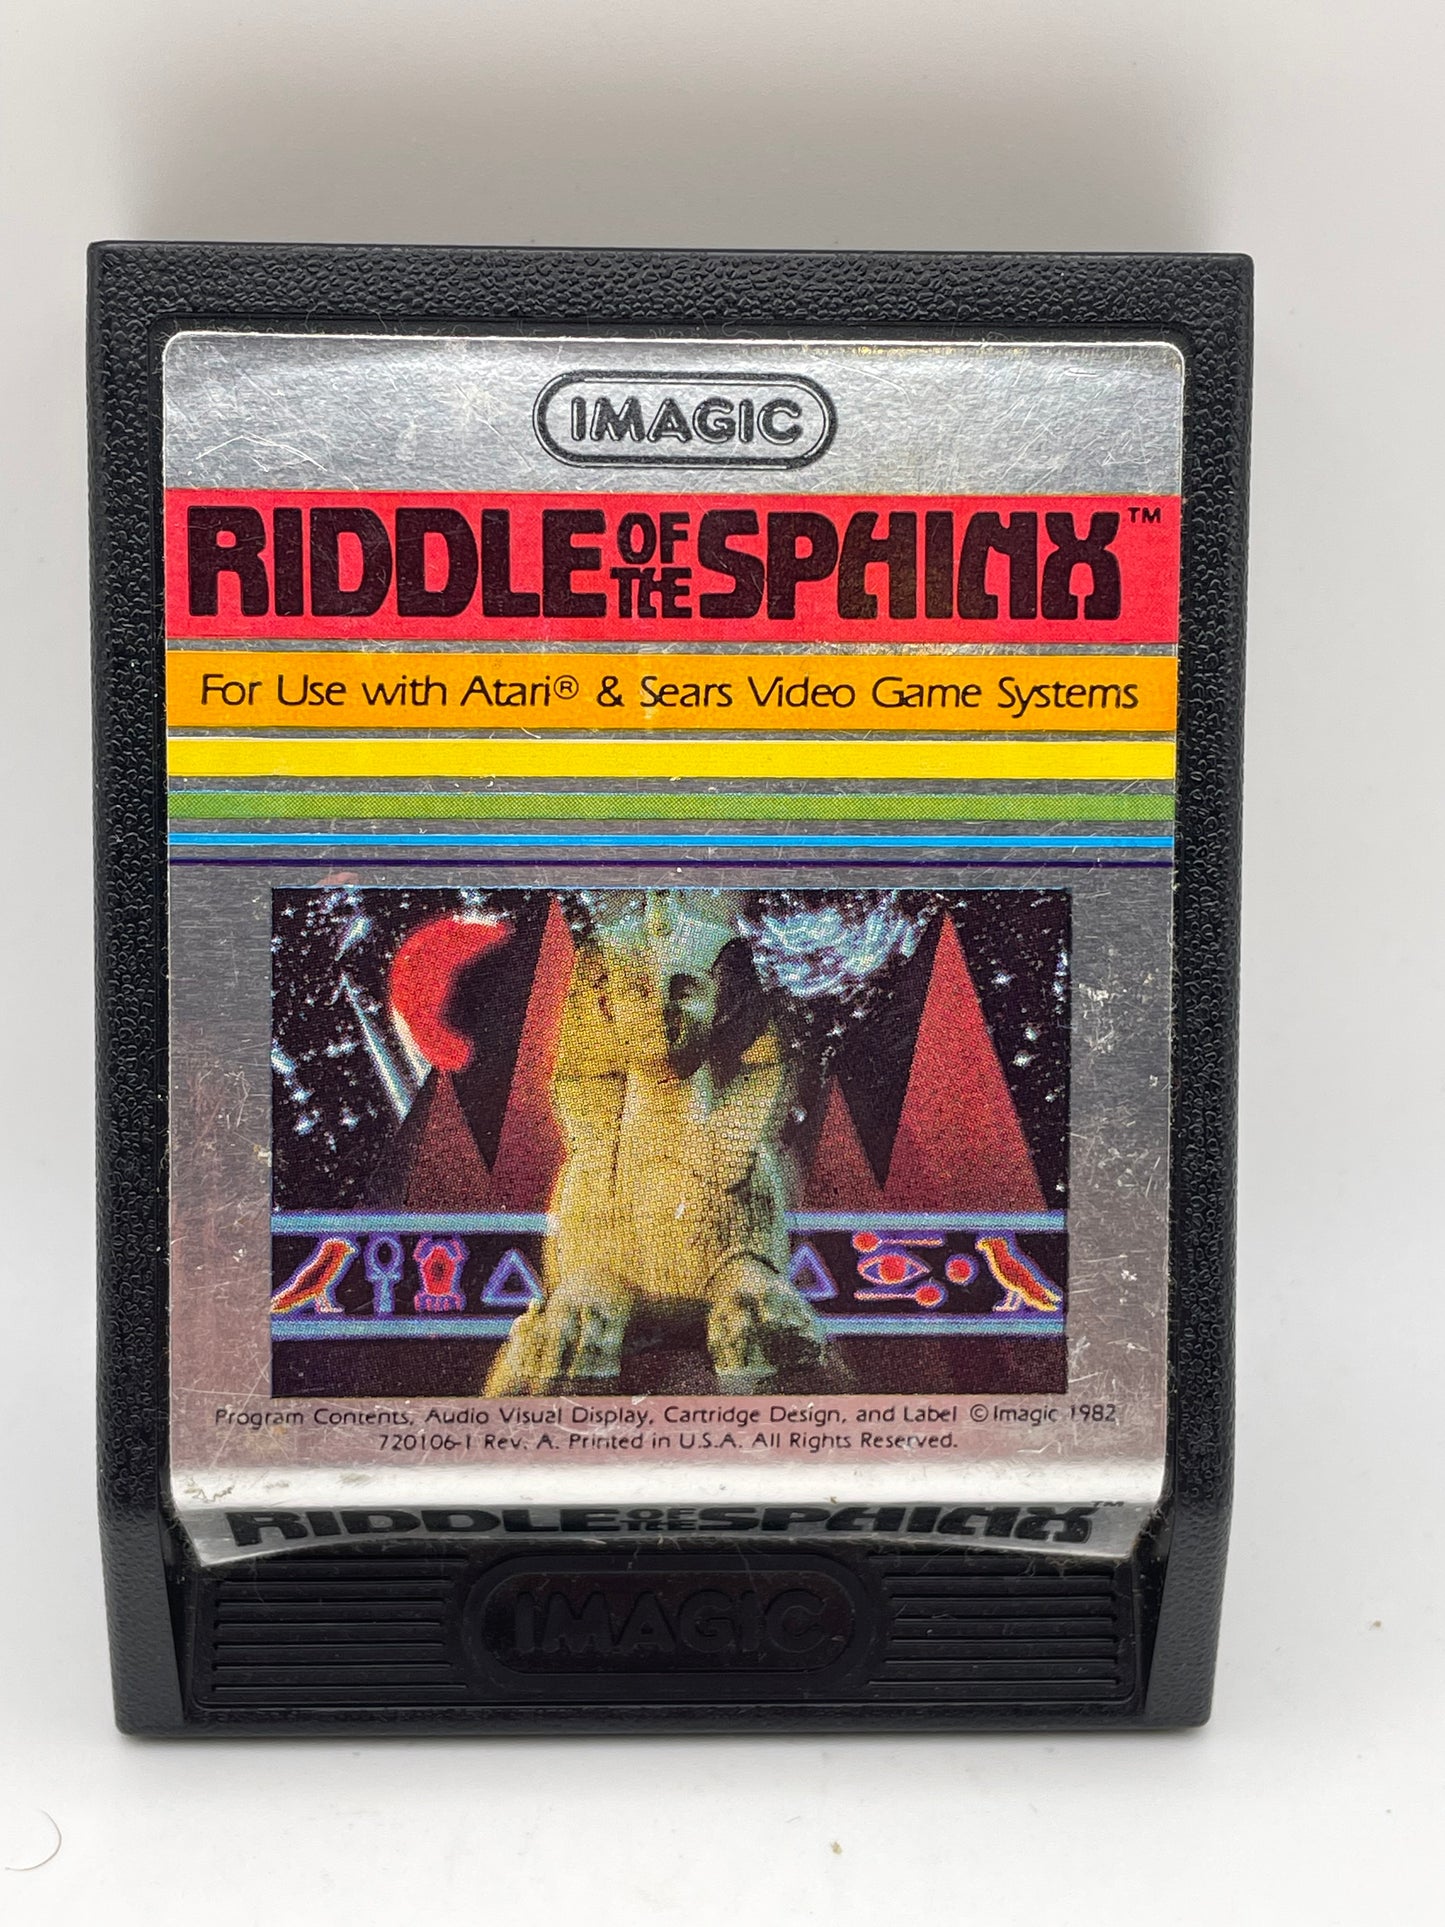 IMAGIC
RIDDLE OF THE SPHINX™
For Use with Atari® & Sears Video Game Systems
Program Contents, Audio Visual Display, Cartridge Design, and Label © Imagic 1982
720106-1 Rev. A. Printed in U.S.A. All Rights Reserved.
RIDDLE OF THE SPHINX™
IMAGIC